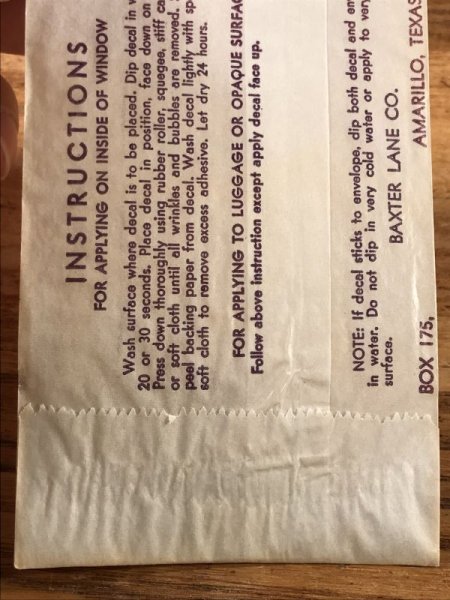 INSTRUCTIONS
FOR APPLYING ON INSIDE OF WINDOW
Wash surface where decal is to be placed. Dip decal in
20 or 30 seconds. Place decal in position, face down on
Press down thoroughly using rubber roller, squegee, stiff
or soft cloth until all wrinkles and bubbles are removed.
peel backing paper from decal. Wash decal lightly with
soft cloth to remove excess adhesive. Let dry 24 hours.
FOR APPLYING TO LUGGAGE OR OPAQUE
Follow above instruction except apply decal face up.
NOTE: If decal sticks to envelope, dip both decal and
in water. Do not dip in very cold water or apply to
surface.
BAXTER LANE CO.
BOX 175, AMARILLO, TEXAS